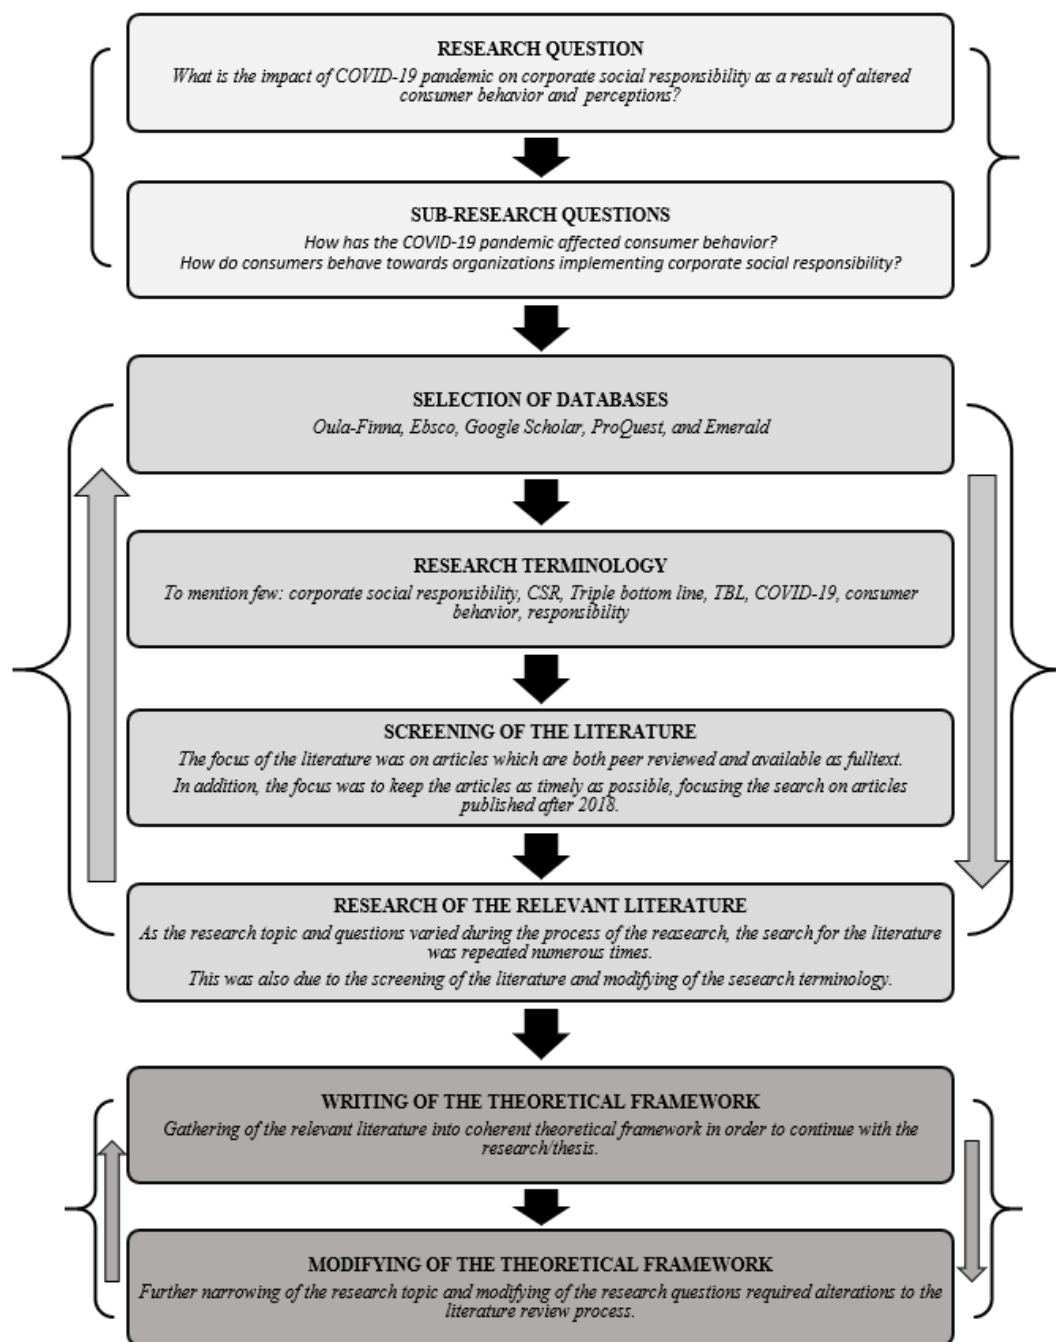 RESEARCH QUESTION
What is the impact of COVID-19 pandemic on corporate social responsibility as a result of altered
consumer behavior and perceptions?
SUB-RESEARCH QUESTIONS
How has the COVID-19 pandemic affected consumer behavior?
How do consumers behave towards organizations implementing corporate social responsibility?
SELECTION OF DATABASES
Oula-Finna, Ebsco, Google Scholar, ProQuest, and Emerald
RESEARCH TERMINOLOGY
To mention few: corporate social responsibility, CSR, Triple bottom line, TBL, COVID-19, consumer
behavior, responsibility
SCREENING OF THE LITERATURE
The focus of the literature was on articles which are both peer reviewed and available as fulltext.
In addition, the focus was to keep the articles as timely as possible, focusing the search on articles
published after 2018.
RESEARCH OF THE RELEVANT LITERATURE
As the research topic and questions varied during the process of the reasearch, the search for the literature
was repeated numerous times.
This was also due to the screening of the literature and modifying of the sesearch terminology.
WRITING OF THE THEORETICAL FRAMEWORK
Gathering of the relevant literature into coherent theoretical framework in order to continue with the
research/thesis.
MODIFYING OF THE THEORETICAL FRAMEWORK
Further narrowing of the research topic and modifying of the research questions required alterations to the
literature review process.